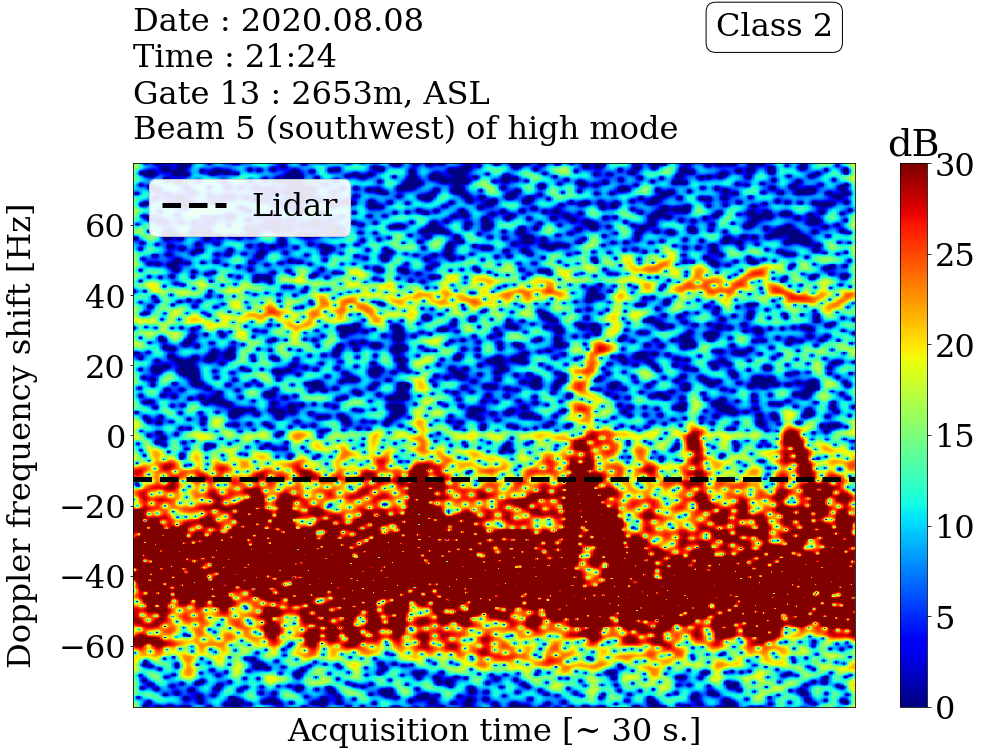 Date : 2020.08.08
Time : 21:24
Gate 13 : 2653m, ASL
Beam 5 (southwest) of high mode
Class 2
dB
Lidar
Doppler frequency shift [Hz]
60
40
20
0
−20
−40
−60
30
25
20
15
10
5
0
Acquisition time [~ 30 s.]